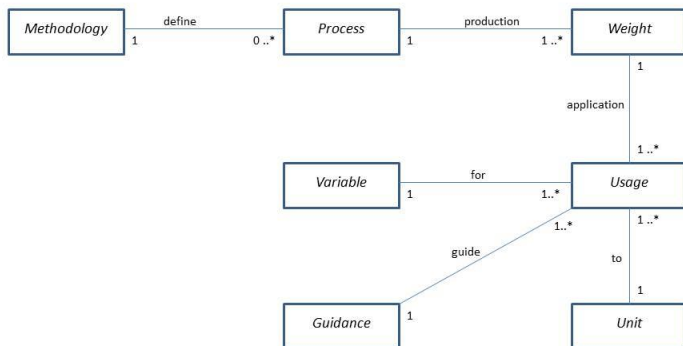 define production
Methodology Process Weight
1 0 ..* 1 1 ..*
1
application
1 ..*
for
Variable Usage
1 1..*
1..* 1 ..*
guide
to
1
Guidance 1 Unit